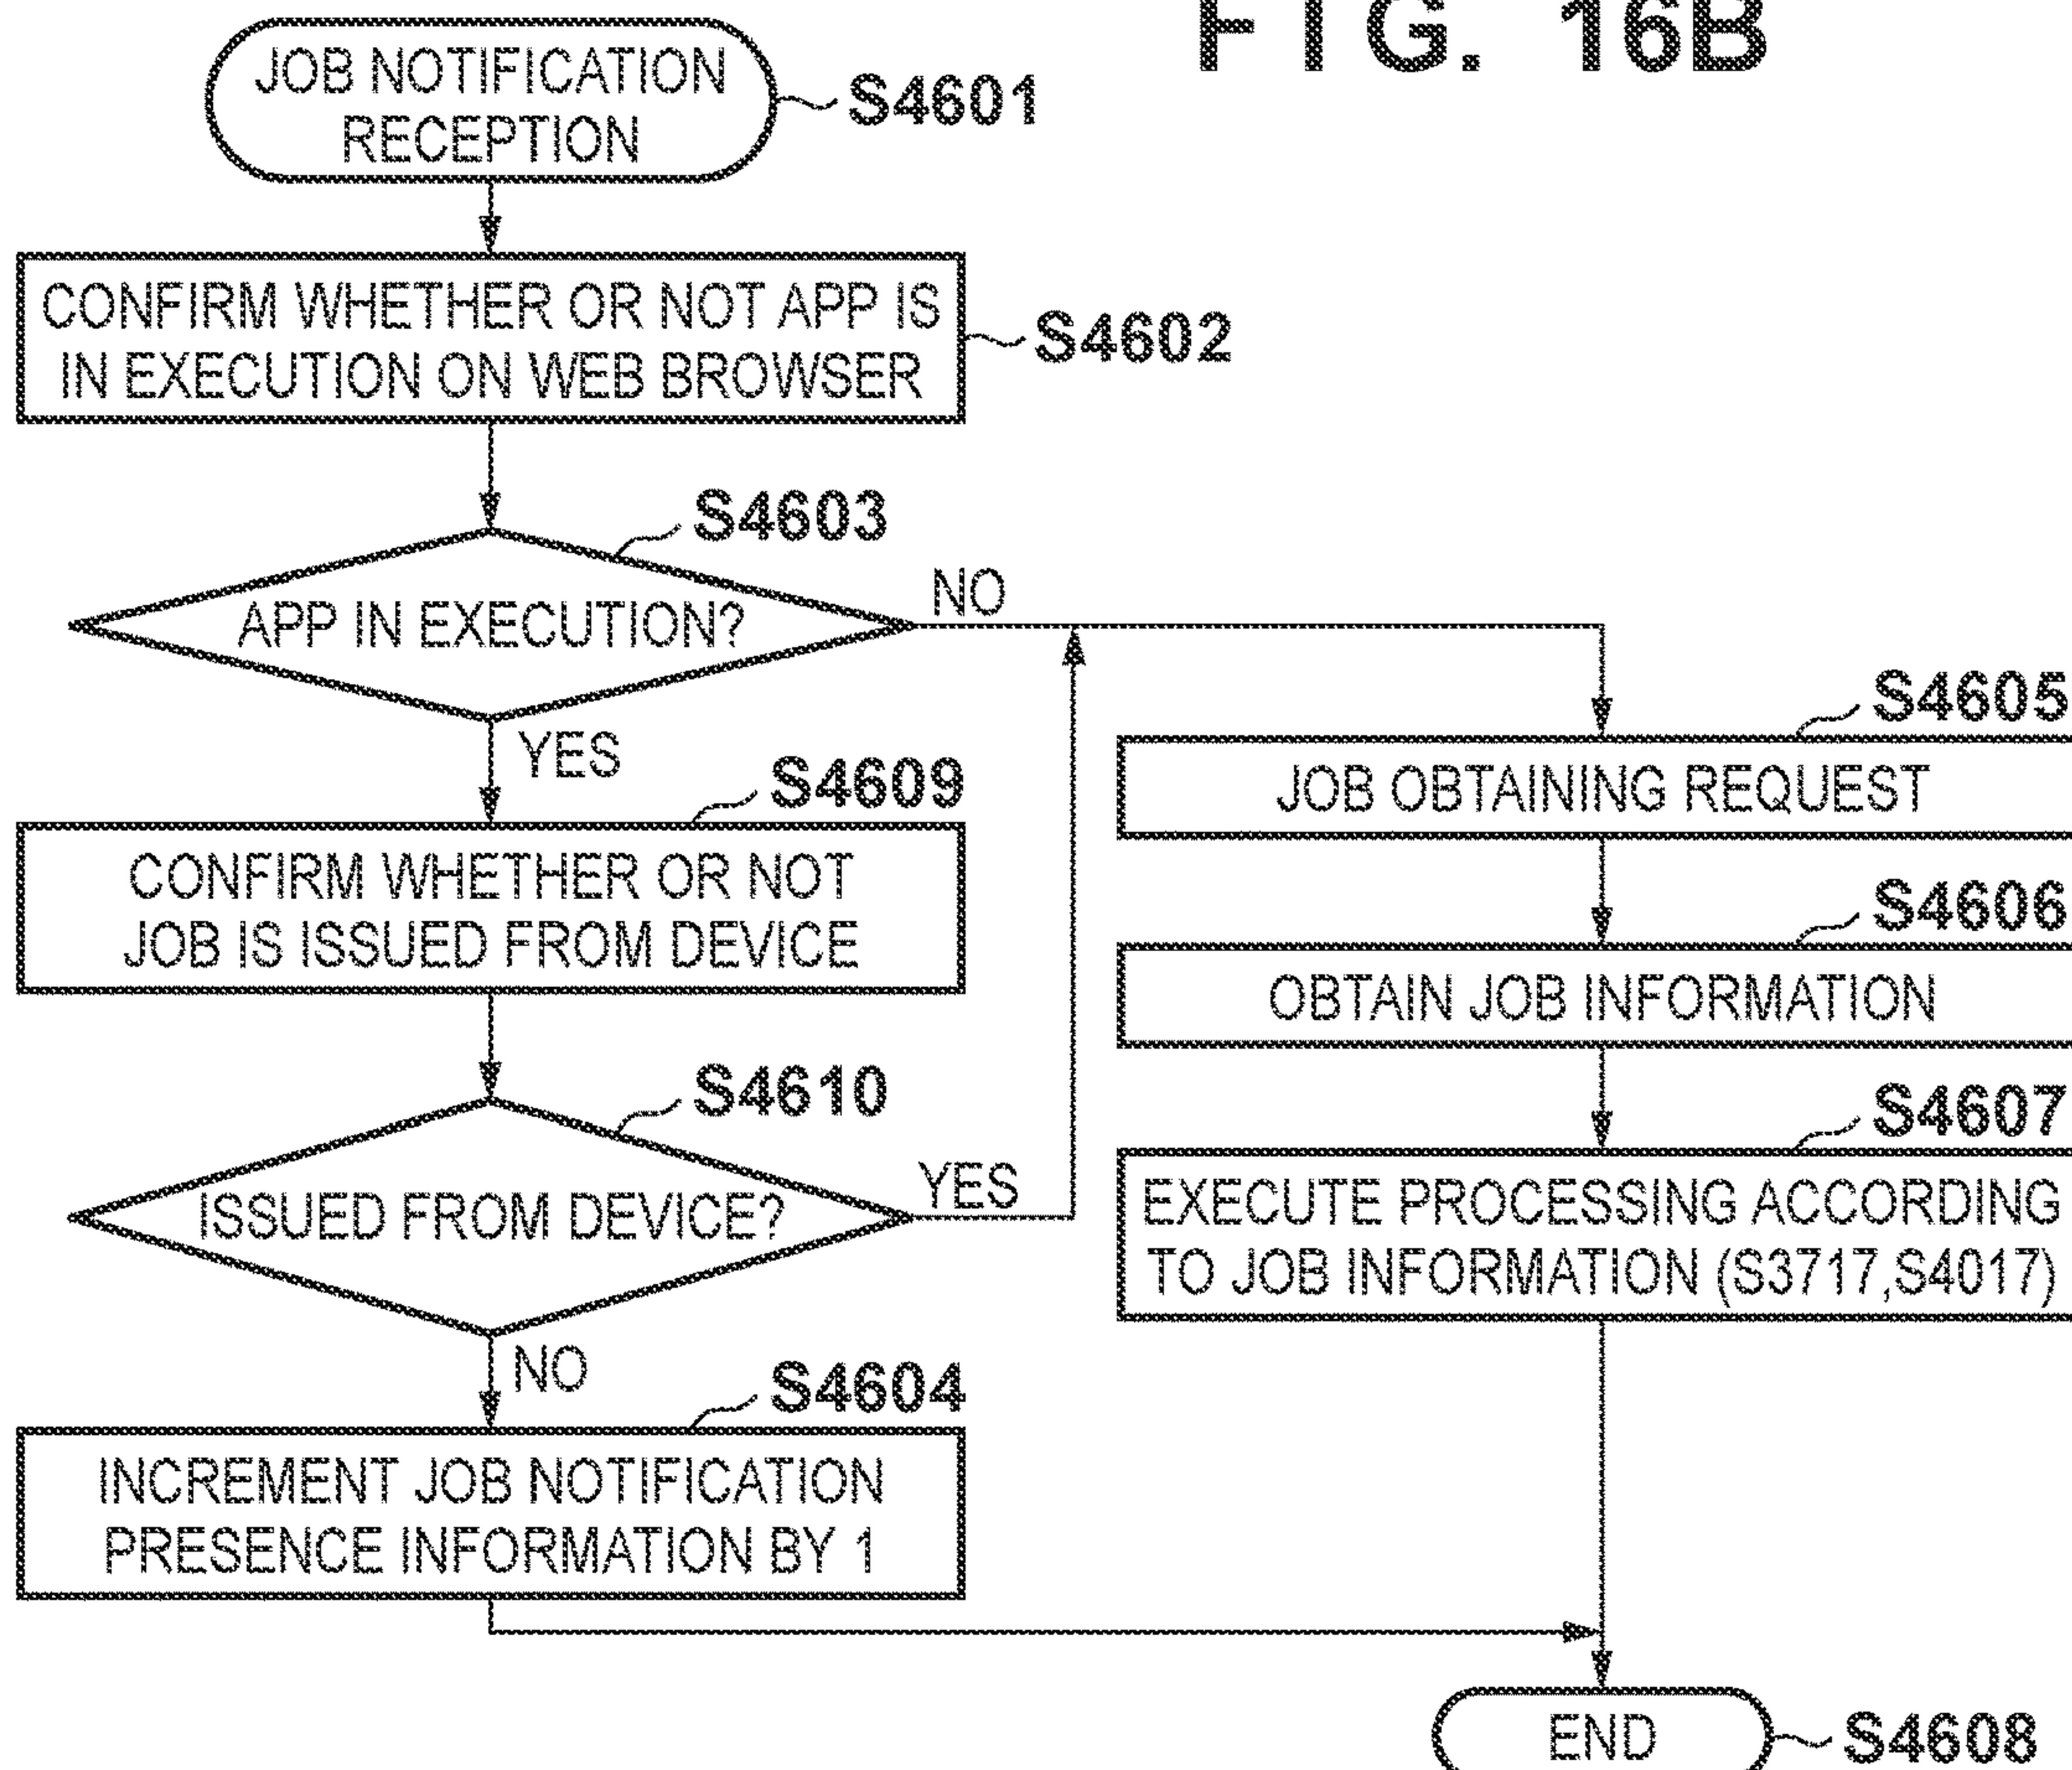 FIG. 16B
JOB NOTIFICATION
RECEPTION
S4601
CONFIRM WHETHER OR NOT APP IS
IN EXECUTION ON WEB BROWSER
S4602
S4603
APP IN EXECUTION?
NO
YES
S4609
CONFIRM WHETHER OR NOT
JOB IS ISSUED FROM DEVICE
S4610
ISSUED FROM DEVICE?
YES
NO
S4604
INCREMENT JOB NOTIFICATION
PRESENCE INFORMATION BY 1
S4605
JOB OBTAINING REQUEST
S4606
OBTAIN JOB INFORMATION
S4607
EXECUTE PROCESSING ACCORDING
TO JOB INFORMATION (S3717,S4017)
END
S4608